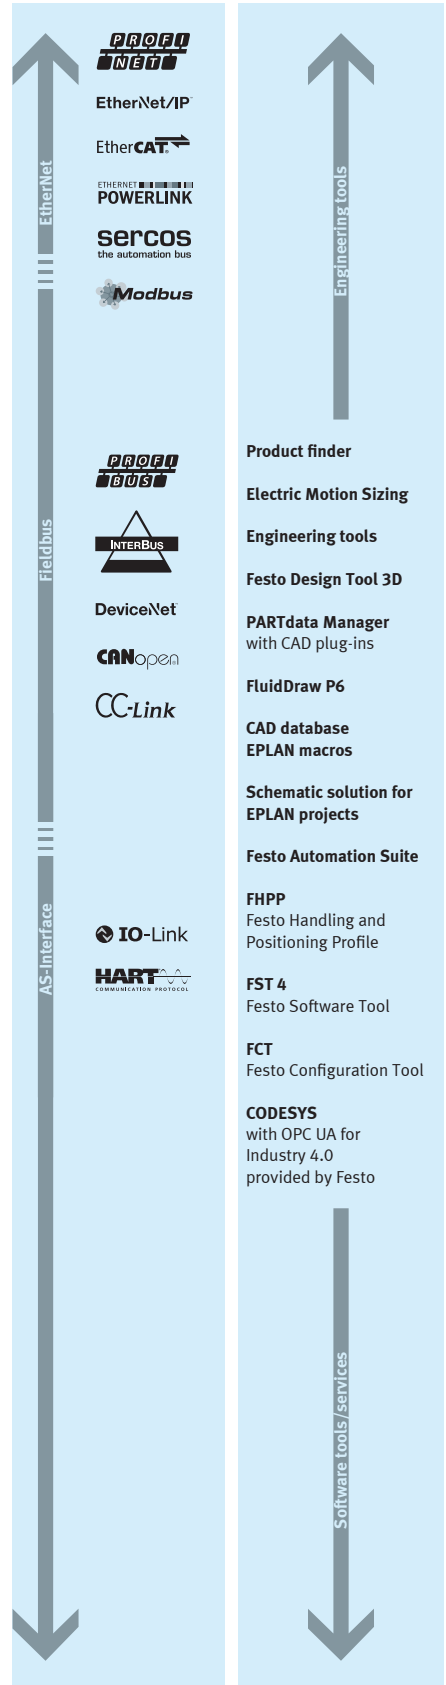 EtherNet
PROFI
NET
EtherNet/IP
EtherCAT®
ETHERNET
POWERLINK
sercos
the automation bus
Modbus
Fieldbus
PROFI
BUS
INTERBUS
DeviceNet
CANopen
CC-Link
AS-Interface
IO-Link
HART
COMMUNICATION PROTOCOL
Engineering tools
Product finder
Electric Motion Sizing
Engineering tools
Festo Design Tool 3D
PARTdata Manager
with CAD plug-ins
FluidDraw P6
CAD database
EPLAN macros
Schematic solution for
EPLAN projects
Festo Automation Suite
FHPP
Festo Handling and
Positioning Profile
FST 4
Festo Software Tool
FCT
Festo Configuration Tool
CODESYS
with OPC UA for
Industry 4.0
provided by Festo
Software tools/services